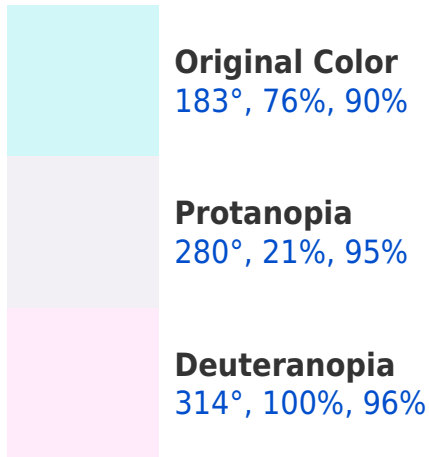 Original Color
183°, 76%, 90%
Protanopia
280°, 21%, 95%
Deuteranopia
314°, 100%, 96%